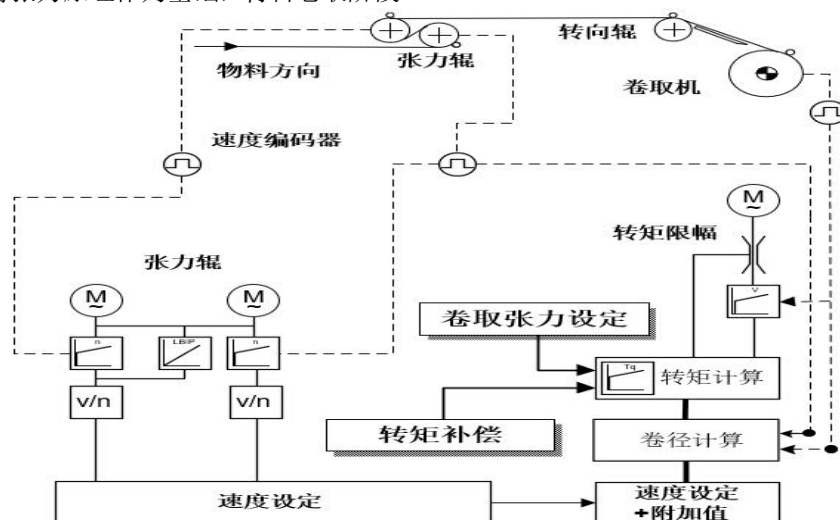 转向辊
张力辊
物料方向
卷取机
速度编码器
M
~
转矩限幅
张力辊
M
~
M
~
V
卷取张力设定
n
LBIP
n
Tq
转矩计算
v/n
v/n
转矩补偿
卷径计算
速度设定
速度设定
+附加值